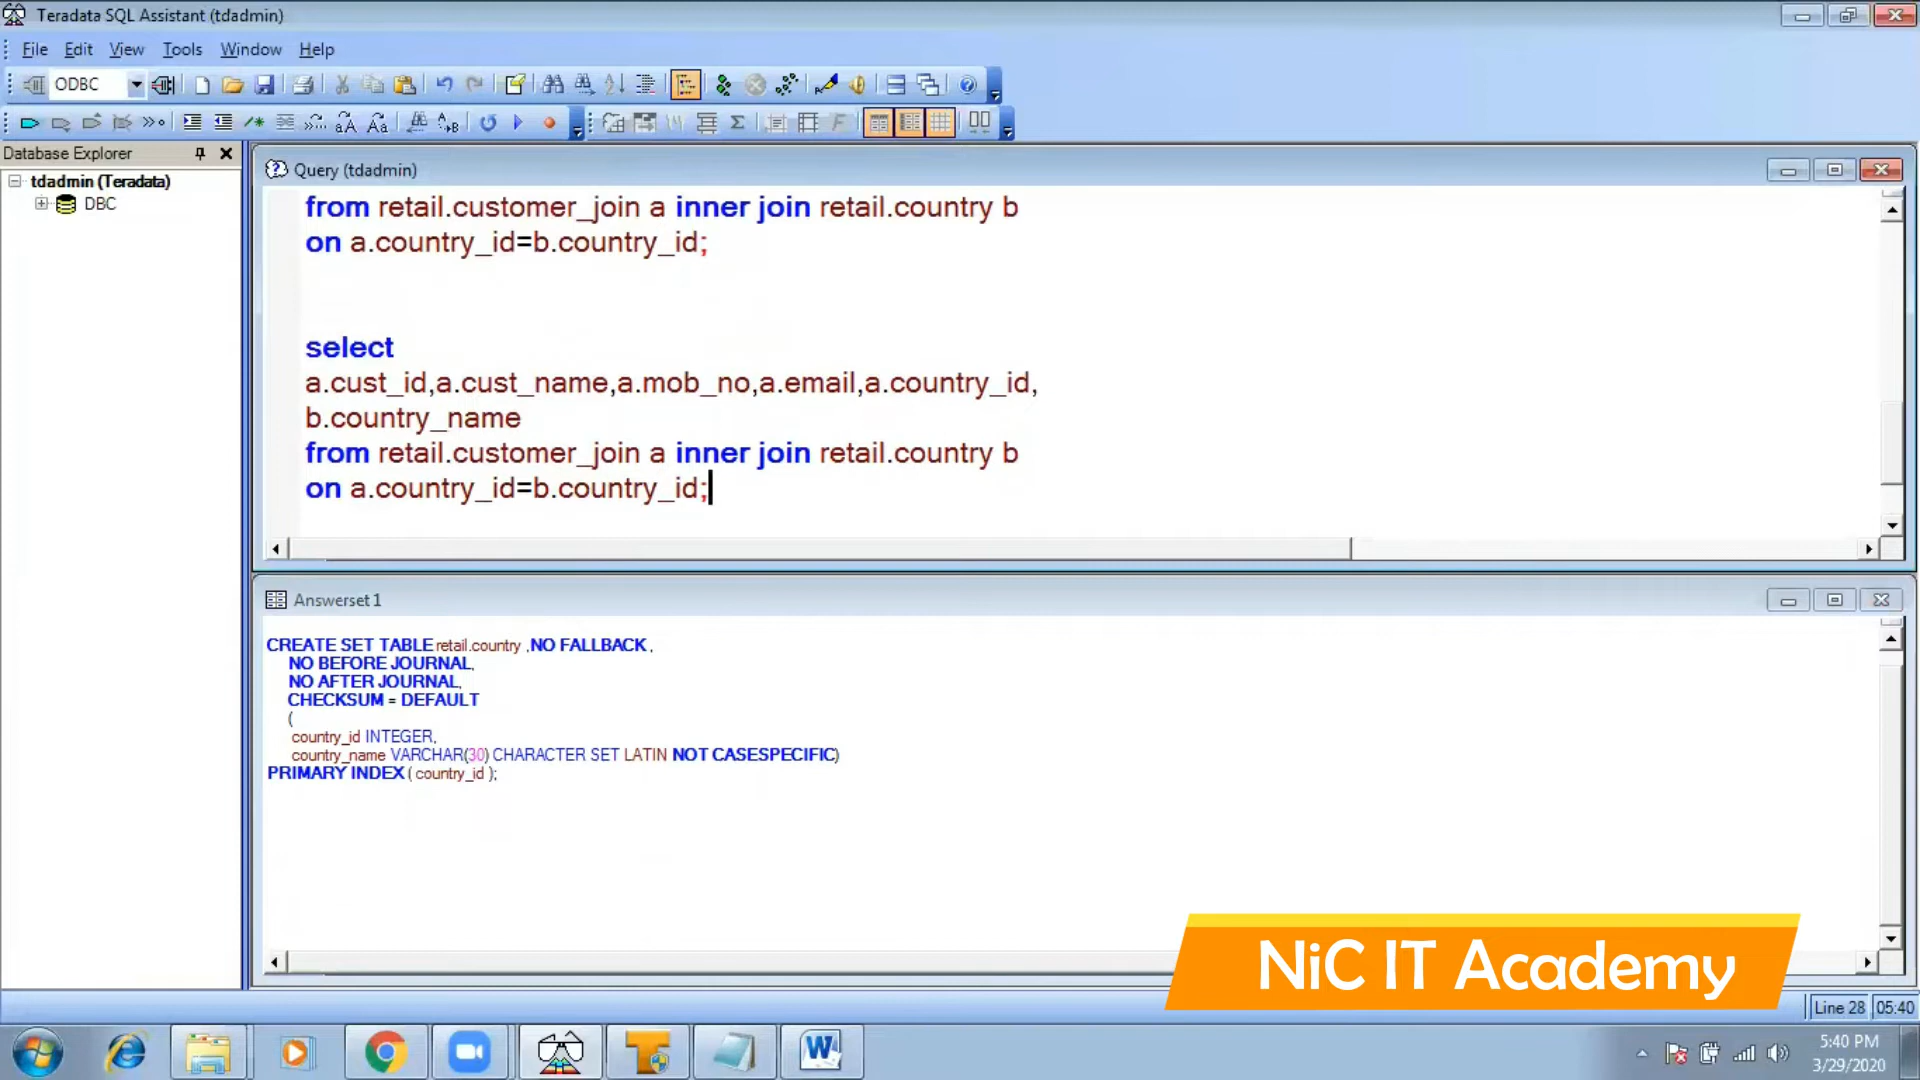 Teradata SQL Assistant (tdadmin)
File Edit View Tools Window Help
ODBC
Database Explorer
tdadmin (Teradata)
DBC
Query (tdadmin)
from retail.customer_join a inner join retail.country b
on a.country_id=b.country_id;
select
a.cust_id,a.cust_name,a.mob_no,a.email,a.country_id,
b.country_name
from retail.customer_join a inner join retail.country b
on a.country_id=b.country_id;
Answerset 1
CREATE SET TABLE retail.country ,NO FALLBACK ,
NO BEFORE JOURNAL,
NO AFTER JOURNAL,
CHECKSUM = DEFAULT
(
country_id INTEGER,
country_name VARCHAR(30) CHARACTER SET LATIN NOT CASESPECIFIC)
PRIMARY INDEX ( country_id );
NiC IT Academy
Line 28 05:40
5:40 PM
3/29/2020